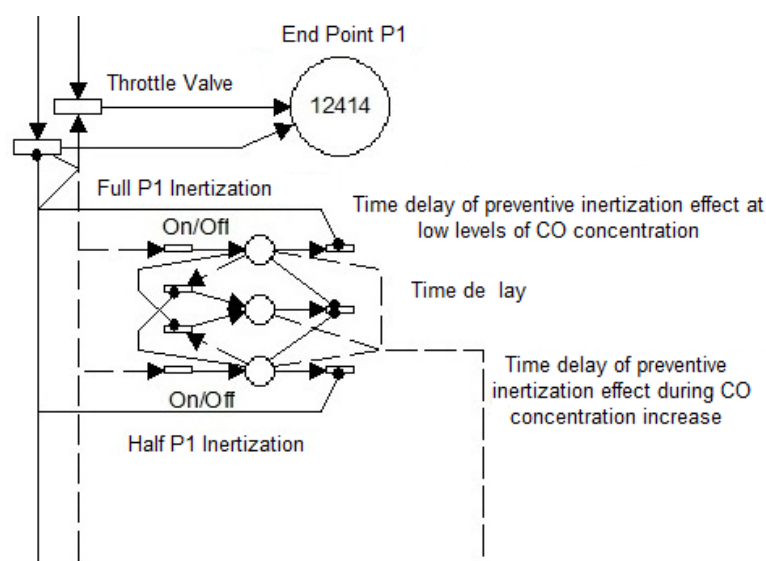 End Point P1
Throttle Valve
12414
Full P1 Inertization
Time delay of preventive inertization effect at
low levels of CO concentration
On/Off
Time de lay
Time delay of preventive
inertization effect during CO
concentration increase
On/Off
Half P1 Inertization